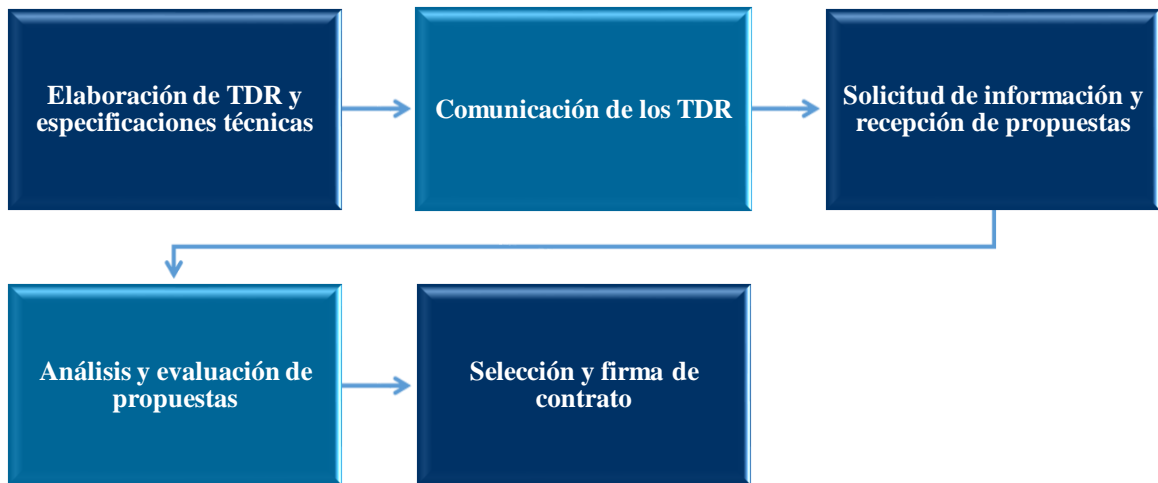 Elaboración de TDR y
especificaciones técnicas
Comunicación de los TDR
Solicitud de información y
recepción de propuestas
Análisis y evaluación de
propuestas
Selección y firma de
contrato